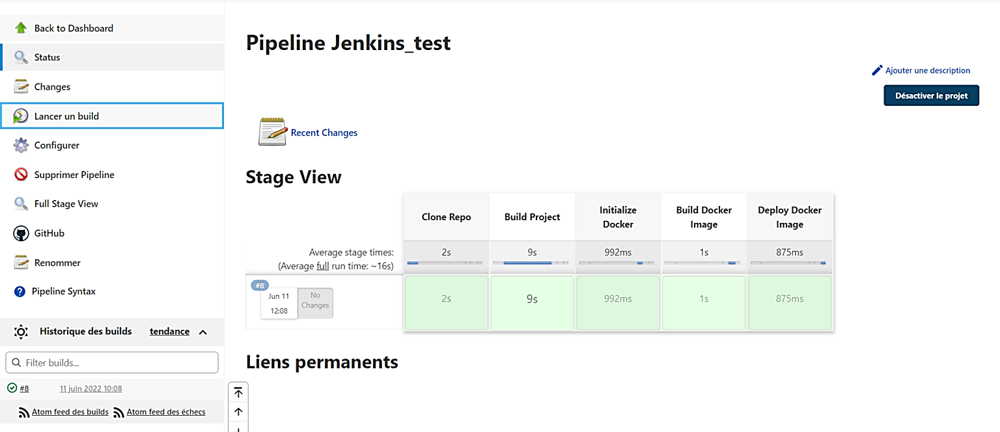 Back to Dashboard
Status
Changes
Lancer un build
Configurer
Supprimer Pipeline
Full Stage View
GitHub
Renommer
Pipeline Syntax
Historique des builds tendance
Filter builds...
#8 11 juin 2022 10:08
Atom feed des builds Atom feed des échecs
Pipeline Jenkins_test
Ajouter une description
Désactiver le projet
Recent Changes
Stage View
Clone Repo
Build Project
Initialize
Docker
Build Docker
Image
Deploy Docker
Image
Average stage times:
(Average full run time: ~16s)
2s 9s 992ms 1s 875ms
#8
Jun 11
12:08
No
Changes
2s 9s 992ms 1s 875ms
Liens permanents